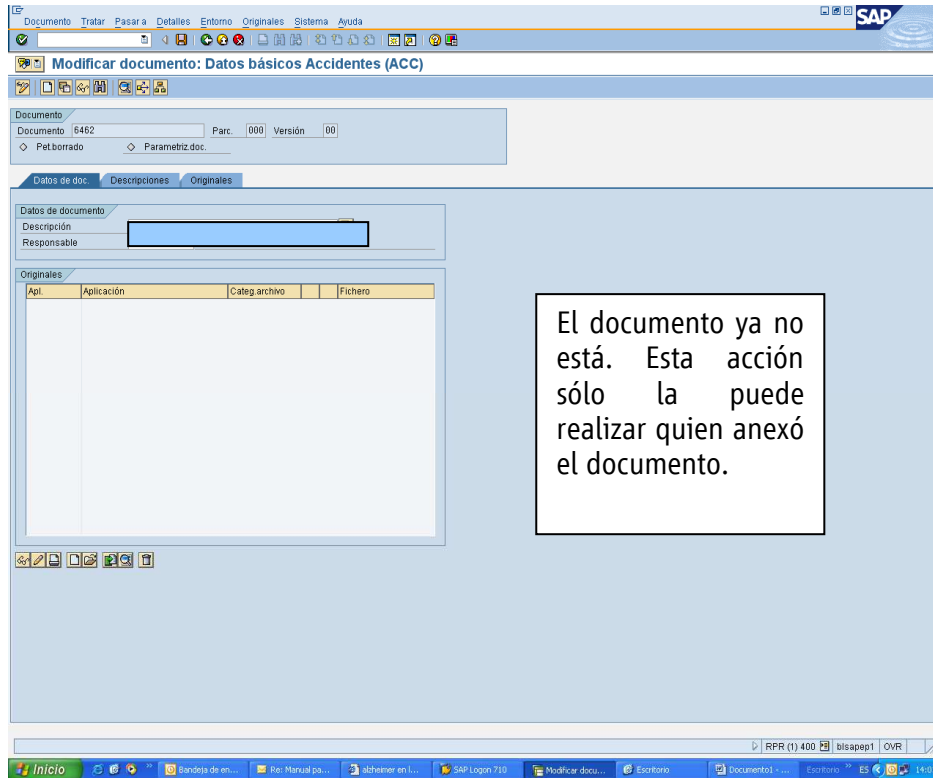 Documento Tratar Pasar a Detalles Entorno Originales Sistema Ayuda
SAP
Modificar documento: Datos básicos Accidentes (ACC)
Documento
Documento 6462 Parc. 000 Versión 00
Pet.borrado Parametriz.doc.
Datos de doc. Descripciones Originales
Datos de documento
Descripción
Responsable
Originales
Apl. Aplicación Categ.archivo Fichero
El documento ya no
está. Esta acción
sólo la puede
realizar quien anexó
el documento.
RPR (1) 400 blsapep1 OVR
Inicio Bandeja de en... Re: Manual pa... alzheimer en l... SAP Logon 710 Modificar docu... Escritorio Documento1 - ... Escritorio ES